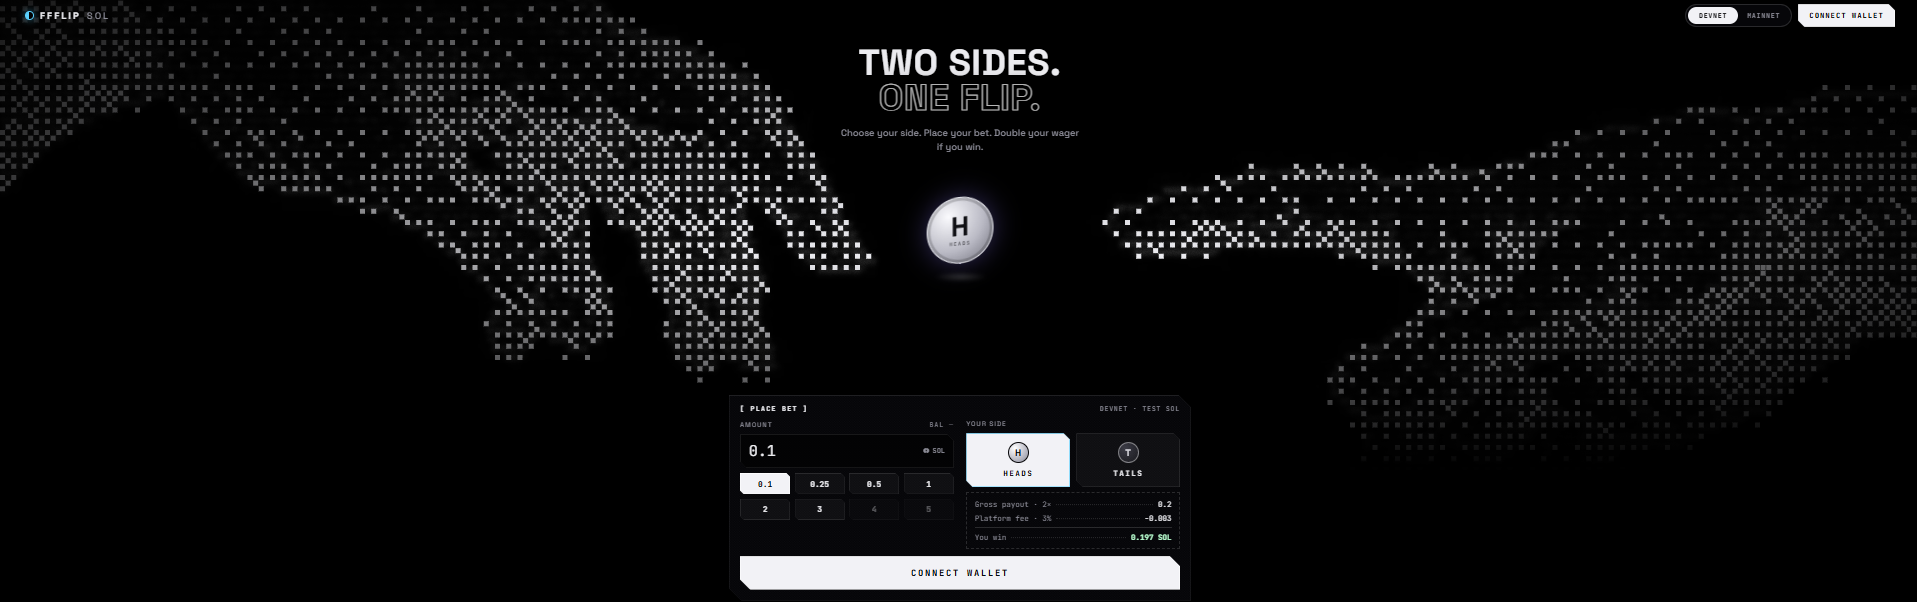 FFFLIP SOL
DEVNET MAINNET CONNECT WALLET
TWO SIDES.
ONE FLIP.
Choose your side. Place your bet. Double your wager
if you win.
H
HEADS
[ PLACE BET ]
DEVNET · TEST SOL
AMOUNT
BAL —
0.1
SOL
0.1 0.25 0.5 1
2 3 4 5
YOUR SIDE
H
HEADS
T
TAILS
Gross payout · 2× 0.2
Platform fee · 3% -0.003
You win 0.197 SOL
CONNECT WALLET